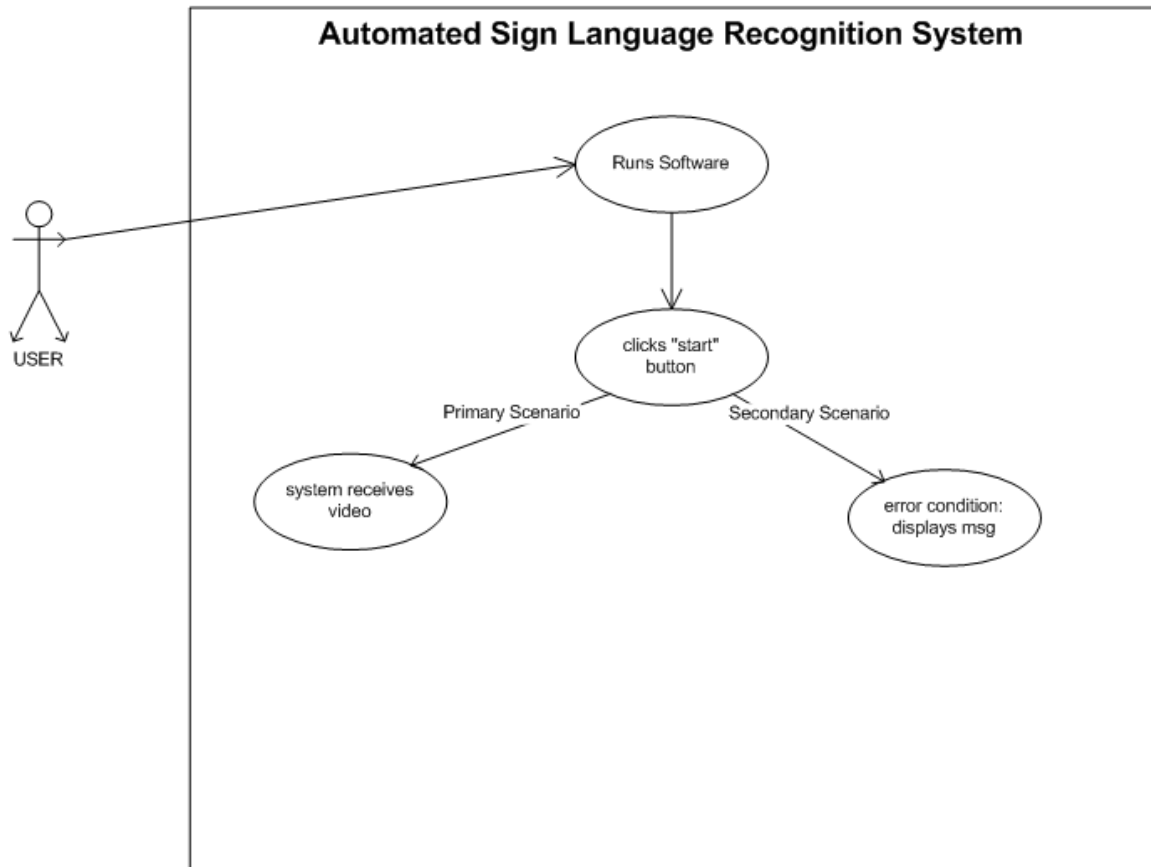 Automated Sign Language Recognition System
Runs Software
USER
clicks "start"
button
Primary Scenario
Secondary Scenario
system receives
video
error condition:
displays msg